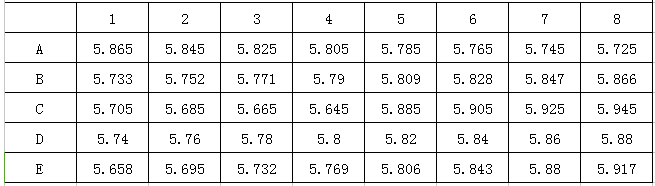 1 2 3 4 5 6 7 8
A 5.865 5.845 5.825 5.805 5.785 5.765 5.745 5.725
B 5.733 5.752 5.771 5.79 5.809 5.828 5.847 5.866
C 5.705 5.685 5.665 5.645 5.885 5.905 5.925 5.945
D 5.74 5.76 5.78 5.8 5.82 5.84 5.86 5.88
E 5.658 5.695 5.732 5.769 5.806 5.843 5.88 5.917